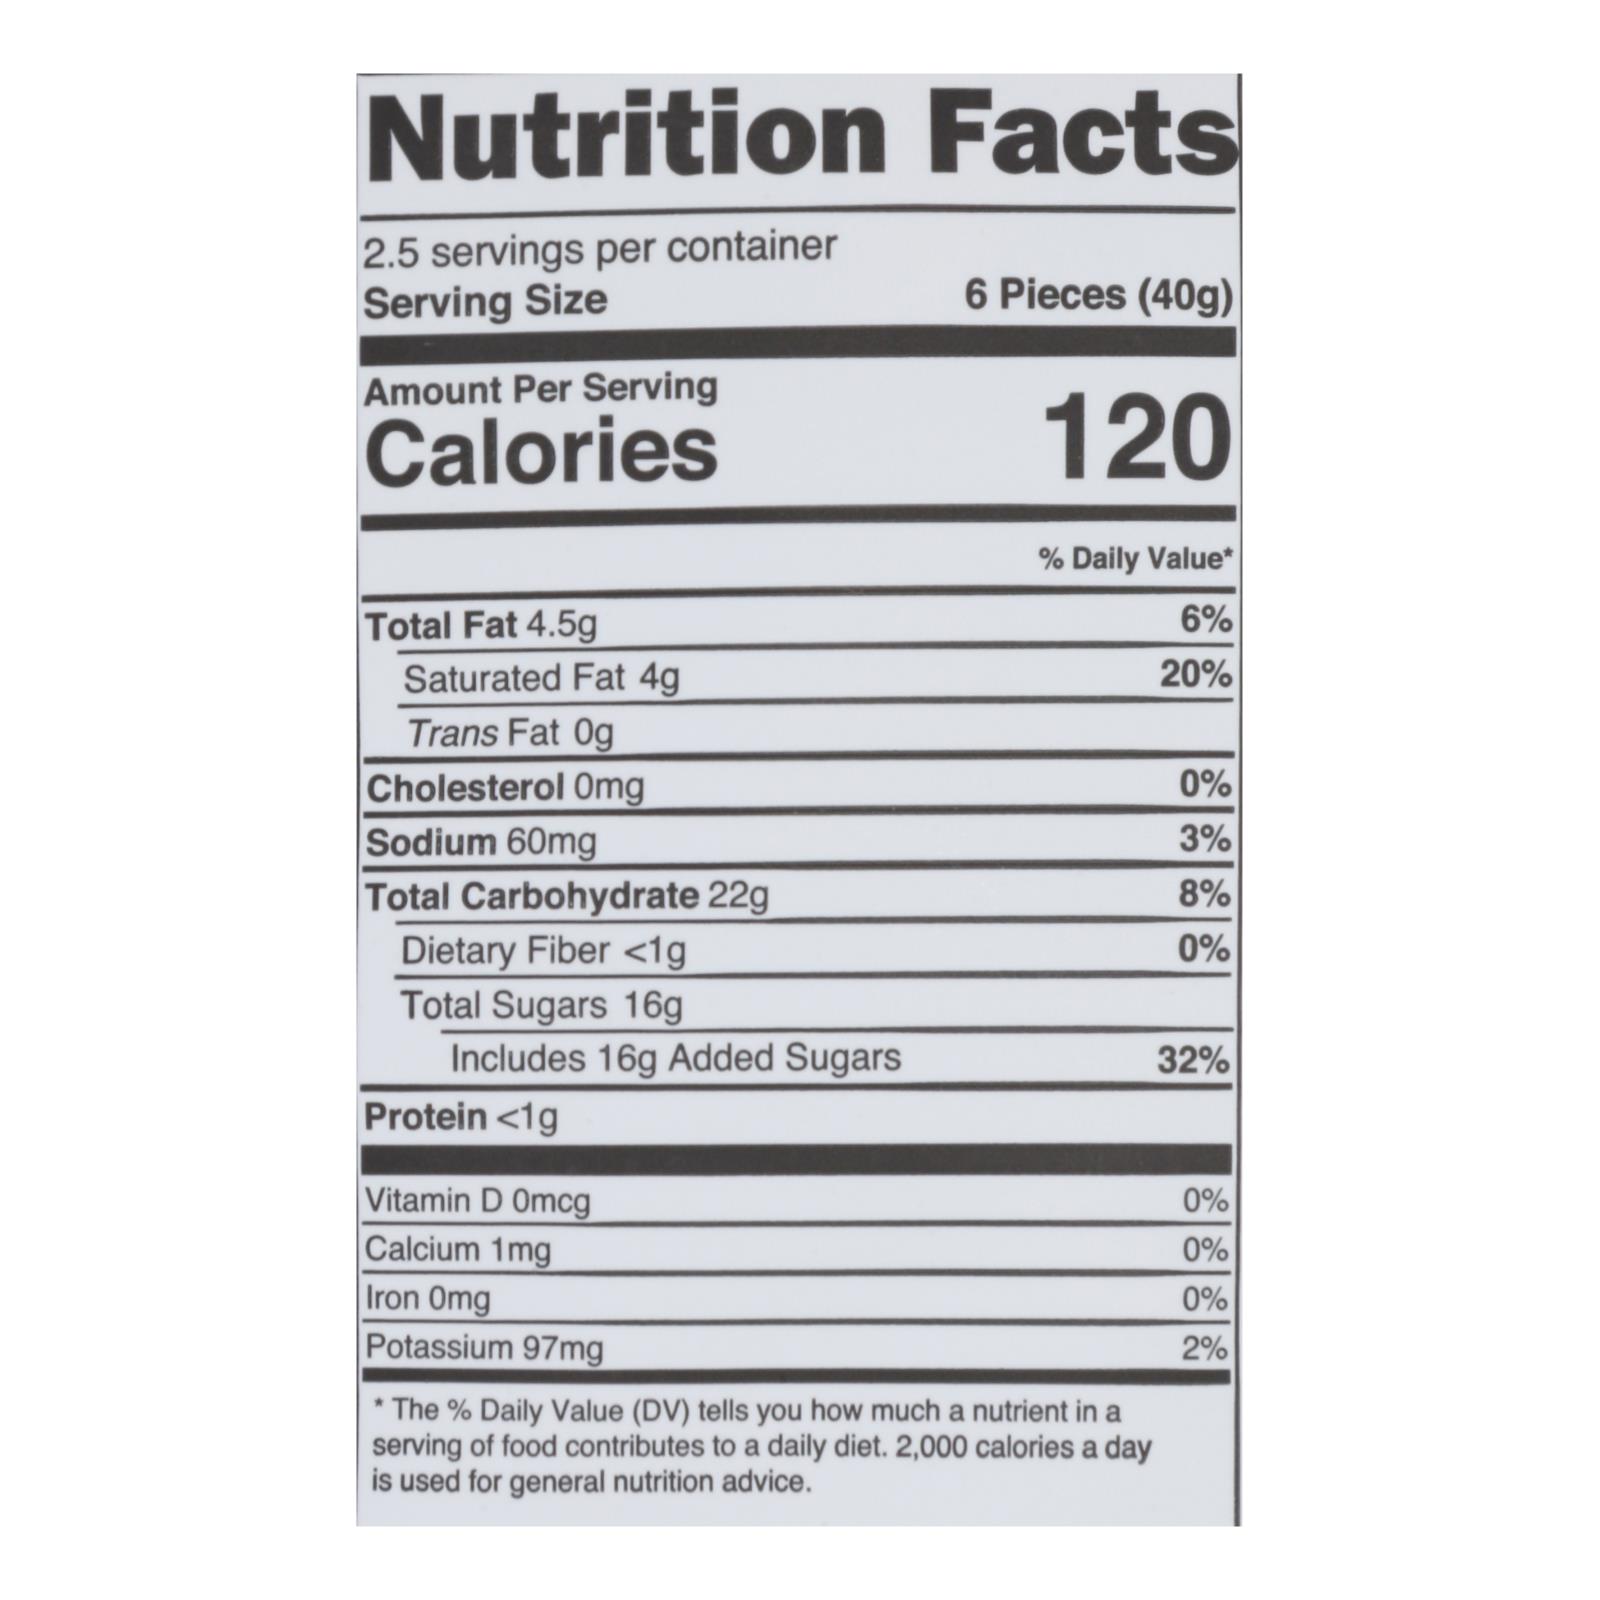 Nutrition Facts
2.5 servings per container
Serving Size 6 Pieces (40g)
Amount Per Serving
Calories 120
% Daily Value*
Total Fat 4.5g 6%
Saturated Fat 4g 20%
Trans Fat 0g
Cholesterol 0mg 0%
Sodium 60mg 3%
Total Carbohydrate 22g 8%
Dietary Fiber <1g 0%
Total Sugars 16g
Includes 16g Added Sugars 32%
Protein <1g
Vitamin D 0mcg 0%
Calcium 1mg 0%
Iron 0mg 0%
Potassium 97mg 2%
* The % Daily Value (DV) tells you how much a nutrient in a
serving of food contributes to a daily diet. 2,000 calories a day
is used for general nutrition advice.